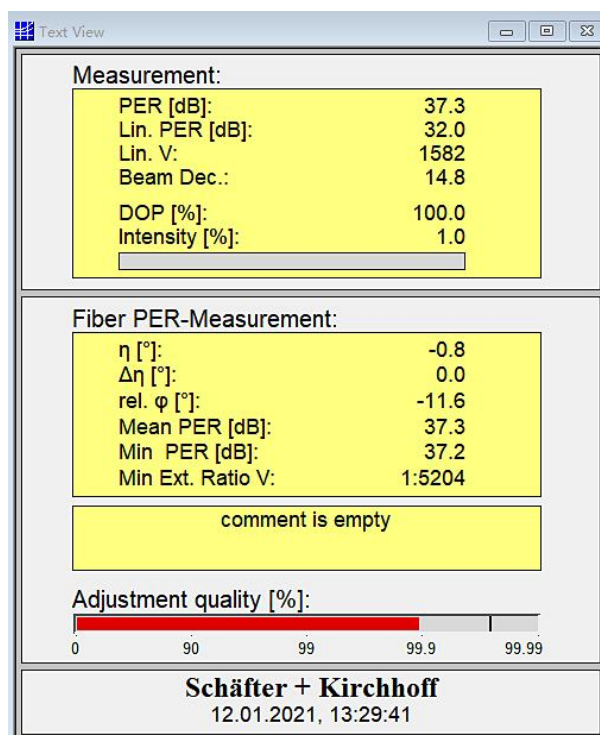 Text View
Measurement:
PER [dB]: 37.3
Lin. PER [dB]: 32.0
Lin. V: 1582
Beam Dec.: 14.8
DOP [%]: 100.0
Intensity [%]: 1.0
Fiber PER-Measurement:
η [°]: -0.8
Δη [°]: 0.0
rel. φ [°]: -11.6
Mean PER [dB]: 37.3
Min PER [dB]: 37.2
Min Ext. Ratio V: 1:5204
comment is empty
Adjustment quality [%]:
0 90 99 99.9 99.99
Schäfter + Kirchhoff
12.01.2021, 13:29:41